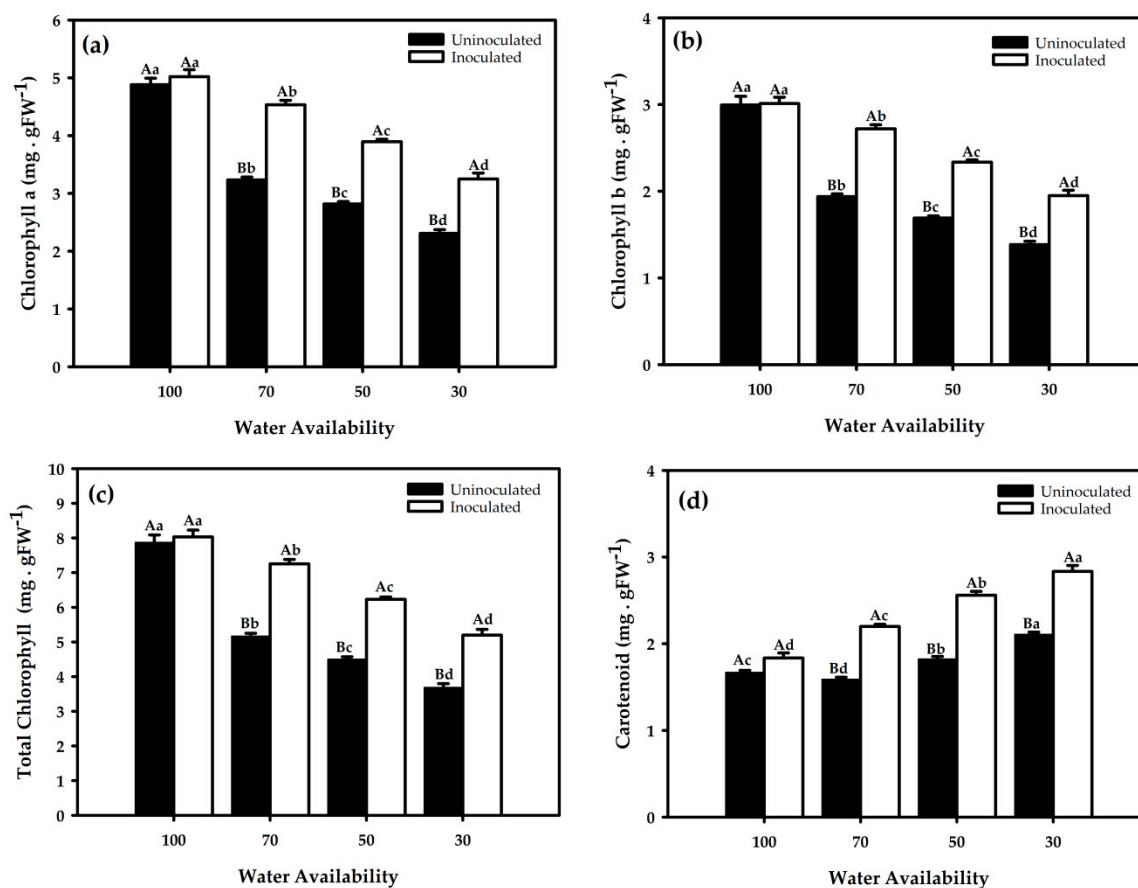 (a)
Uninoculated
Inoculated
Chlorophyll a (mg . gFW⁻¹)
6
5
4
3
2
1
0
Aa Aa
Bb Ab
Bc Ac
Bd Ad
100 70 50 30
Water Availability
(b)
Uninoculated
Inoculated
Chlorophyll b (mg . gFW⁻¹)
4
3
2
1
0
Aa Aa
Bb Ab
Bc Ac
Bd Ad
100 70 50 30
Water Availability
(c)
Uninoculated
Inoculated
Total Chlorophyll (mg . gFW⁻¹)
10
9
8
7
6
5
4
3
2
1
0
Aa Aa
Bb Ab
Bc Ac
Bd Ad
100 70 50 30
Water Availability
(d)
Uninoculated
Inoculated
Carotenoid (mg . gFW⁻¹)
4
3
2
1
0
Ac Ad
Bd Ac
Bb Ab
Ba Aa
100 70 50 30
Water Availability